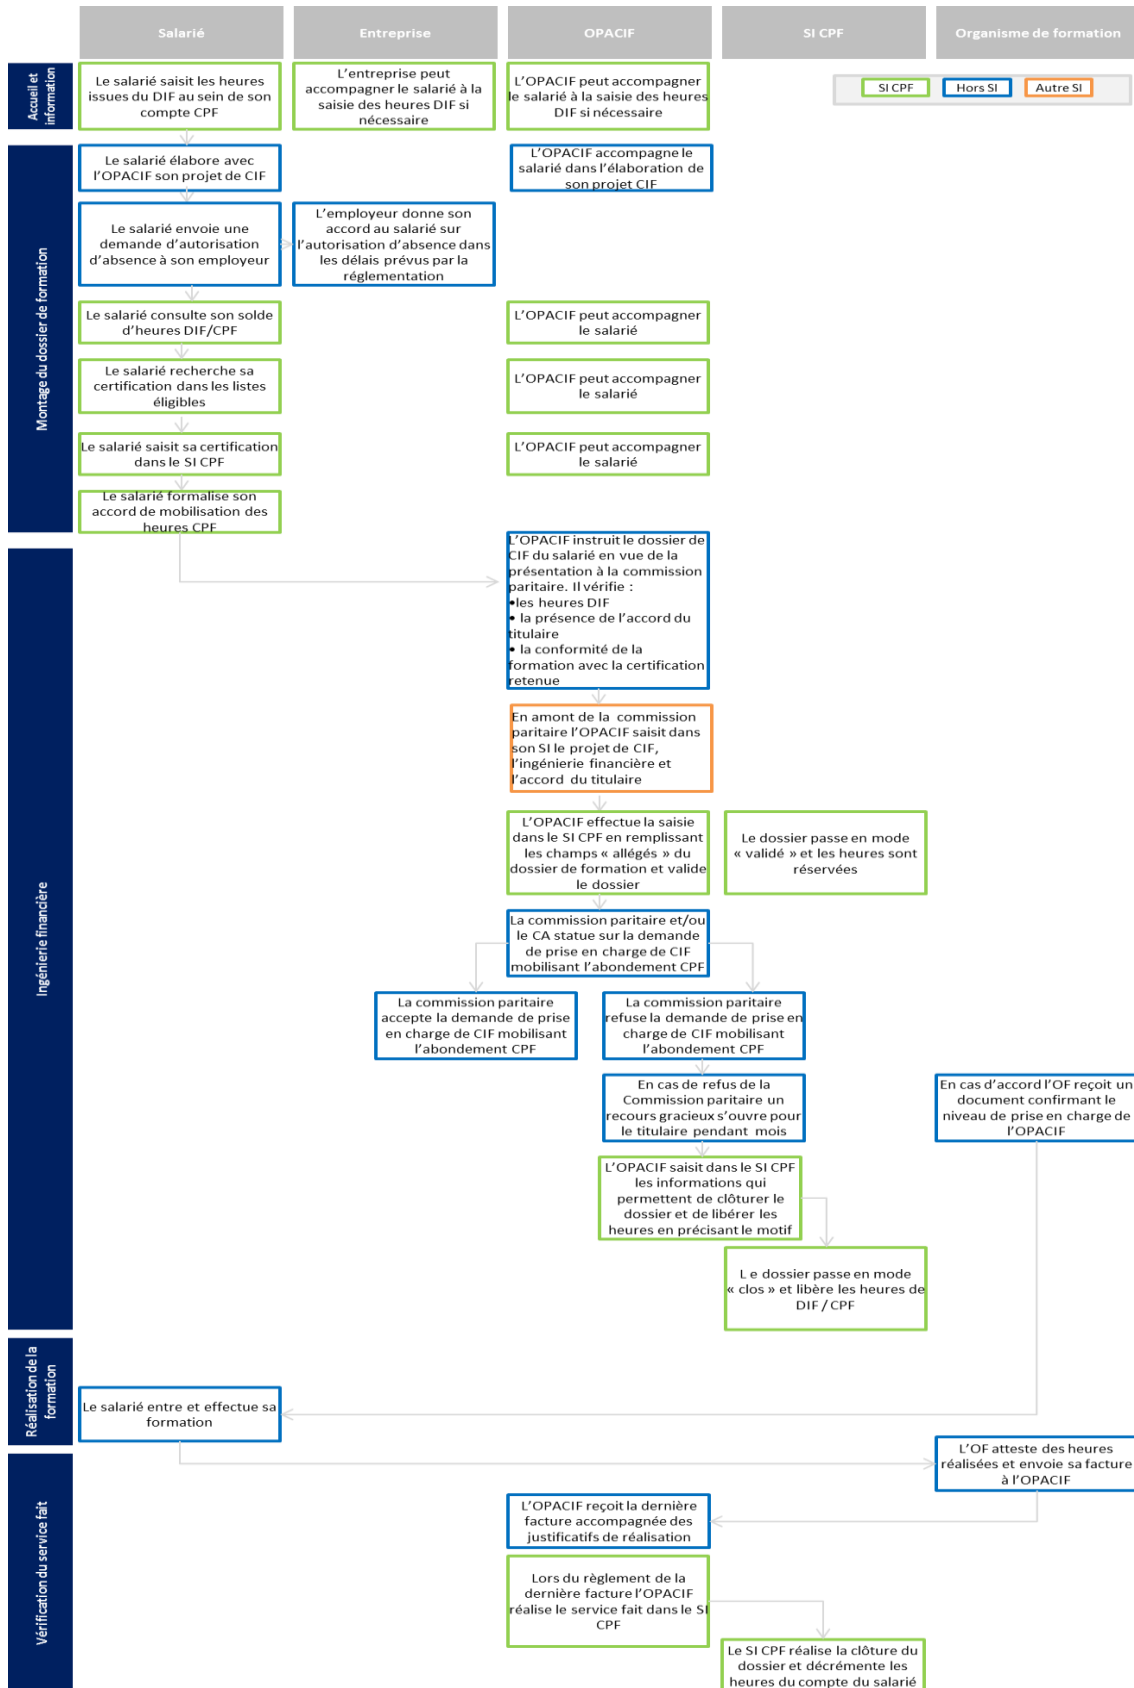 Salarié
Entreprise
OPACIF
SI CPF
Organisme de formation
SI CPF
Hors SI
Autre SI
Accueil et
information
Le salarié saisit les heures
issues du DIF au sein de son
compte CPF
L'entreprise peut
accompagner le salarié à la
saisie des heures DIF si
nécessaire
L'OPACIF peut accompagner
le salarié à la saisie des heures
DIF si nécessaire
Montage du dossier de formation
Le salarié élabore avec
l'OPACIF son projet de CIF
L'OPACIF accompagne le
salarié dans l'élaboration de
son projet CIF
Le salarié envoie une
demande d'autorisation
d'absence à son employeur
L'employeur donne son
accord au salarié sur
l'autorisation d'absence dans
les délais prévus par la
réglementation
Le salarié consulte son solde
d'heures DIF/CPF
L'OPACIF peut accompagner
le salarié
Le salarié recherche sa
certification dans les listes
éligibles
L'OPACIF peut accompagner
le salarié
Le salarié saisit sa certification
dans le SI CPF
L'OPACIF peut accompagner
le salarié
Le salarié formalise son
accord de mobilisation des
heures CPF
Ingénierie financière
L'OPACIF instruit le dossier de
CIF du salarié en vue de la
présentation à la commission
paritaire. Il vérifie :
•les heures DIF
• la présence de l'accord du
titulaire
• la conformité de la
formation avec la certification
retenue
En amont de la commission
paritaire l'OPACIF saisit dans
son SI le projet de CIF,
l'ingénierie financière et
l'accord du titulaire
L'OPACIF effectue la saisie
dans le SI CPF en remplissant
les champs « allégés » du
dossier de formation et valide
le dossier
Le dossier passe en mode
« validé » et les heures sont
réservées
La commission paritaire et/ou
le CA statue sur la demande
de prise en charge de CIF
mobilisant l'abondement CPF
La commission paritaire
accepte la demande de prise
en charge de CIF mobilisant
l'abondement CPF
La commission paritaire
refuse la demande de prise en
charge de CIF mobilisant
l'abondement CPF
En cas de refus de la
Commission paritaire un
recours gracieux s'ouvre pour
le titulaire pendant mois
En cas d'accord l'OF reçoit un
document confirmant le
niveau de prise en charge de
l'OPACIF
L'OPACIF saisit dans le SI CPF
les informations qui
permettent de clôturer le
dossier et de libérer les
heures en précisant le motif
L e dossier passe en mode
« clos » et libère les heures de
DIF / CPF
Réalisation de la
formation
Le salarié entre et effectue sa
formation
Vérification du service fait
L'OF atteste des heures
réalisées et envoie sa facture
à l'OPACIF
L'OPACIF reçoit la dernière
facture accompagnée des
justificatifs de réalisation
Lors du règlement de la
dernière facture l'OPACIF
réalise le service fait dans le SI
CPF
Le SI CPF réalise la clôture du
dossier et décrémente les
heures du compte du salarié